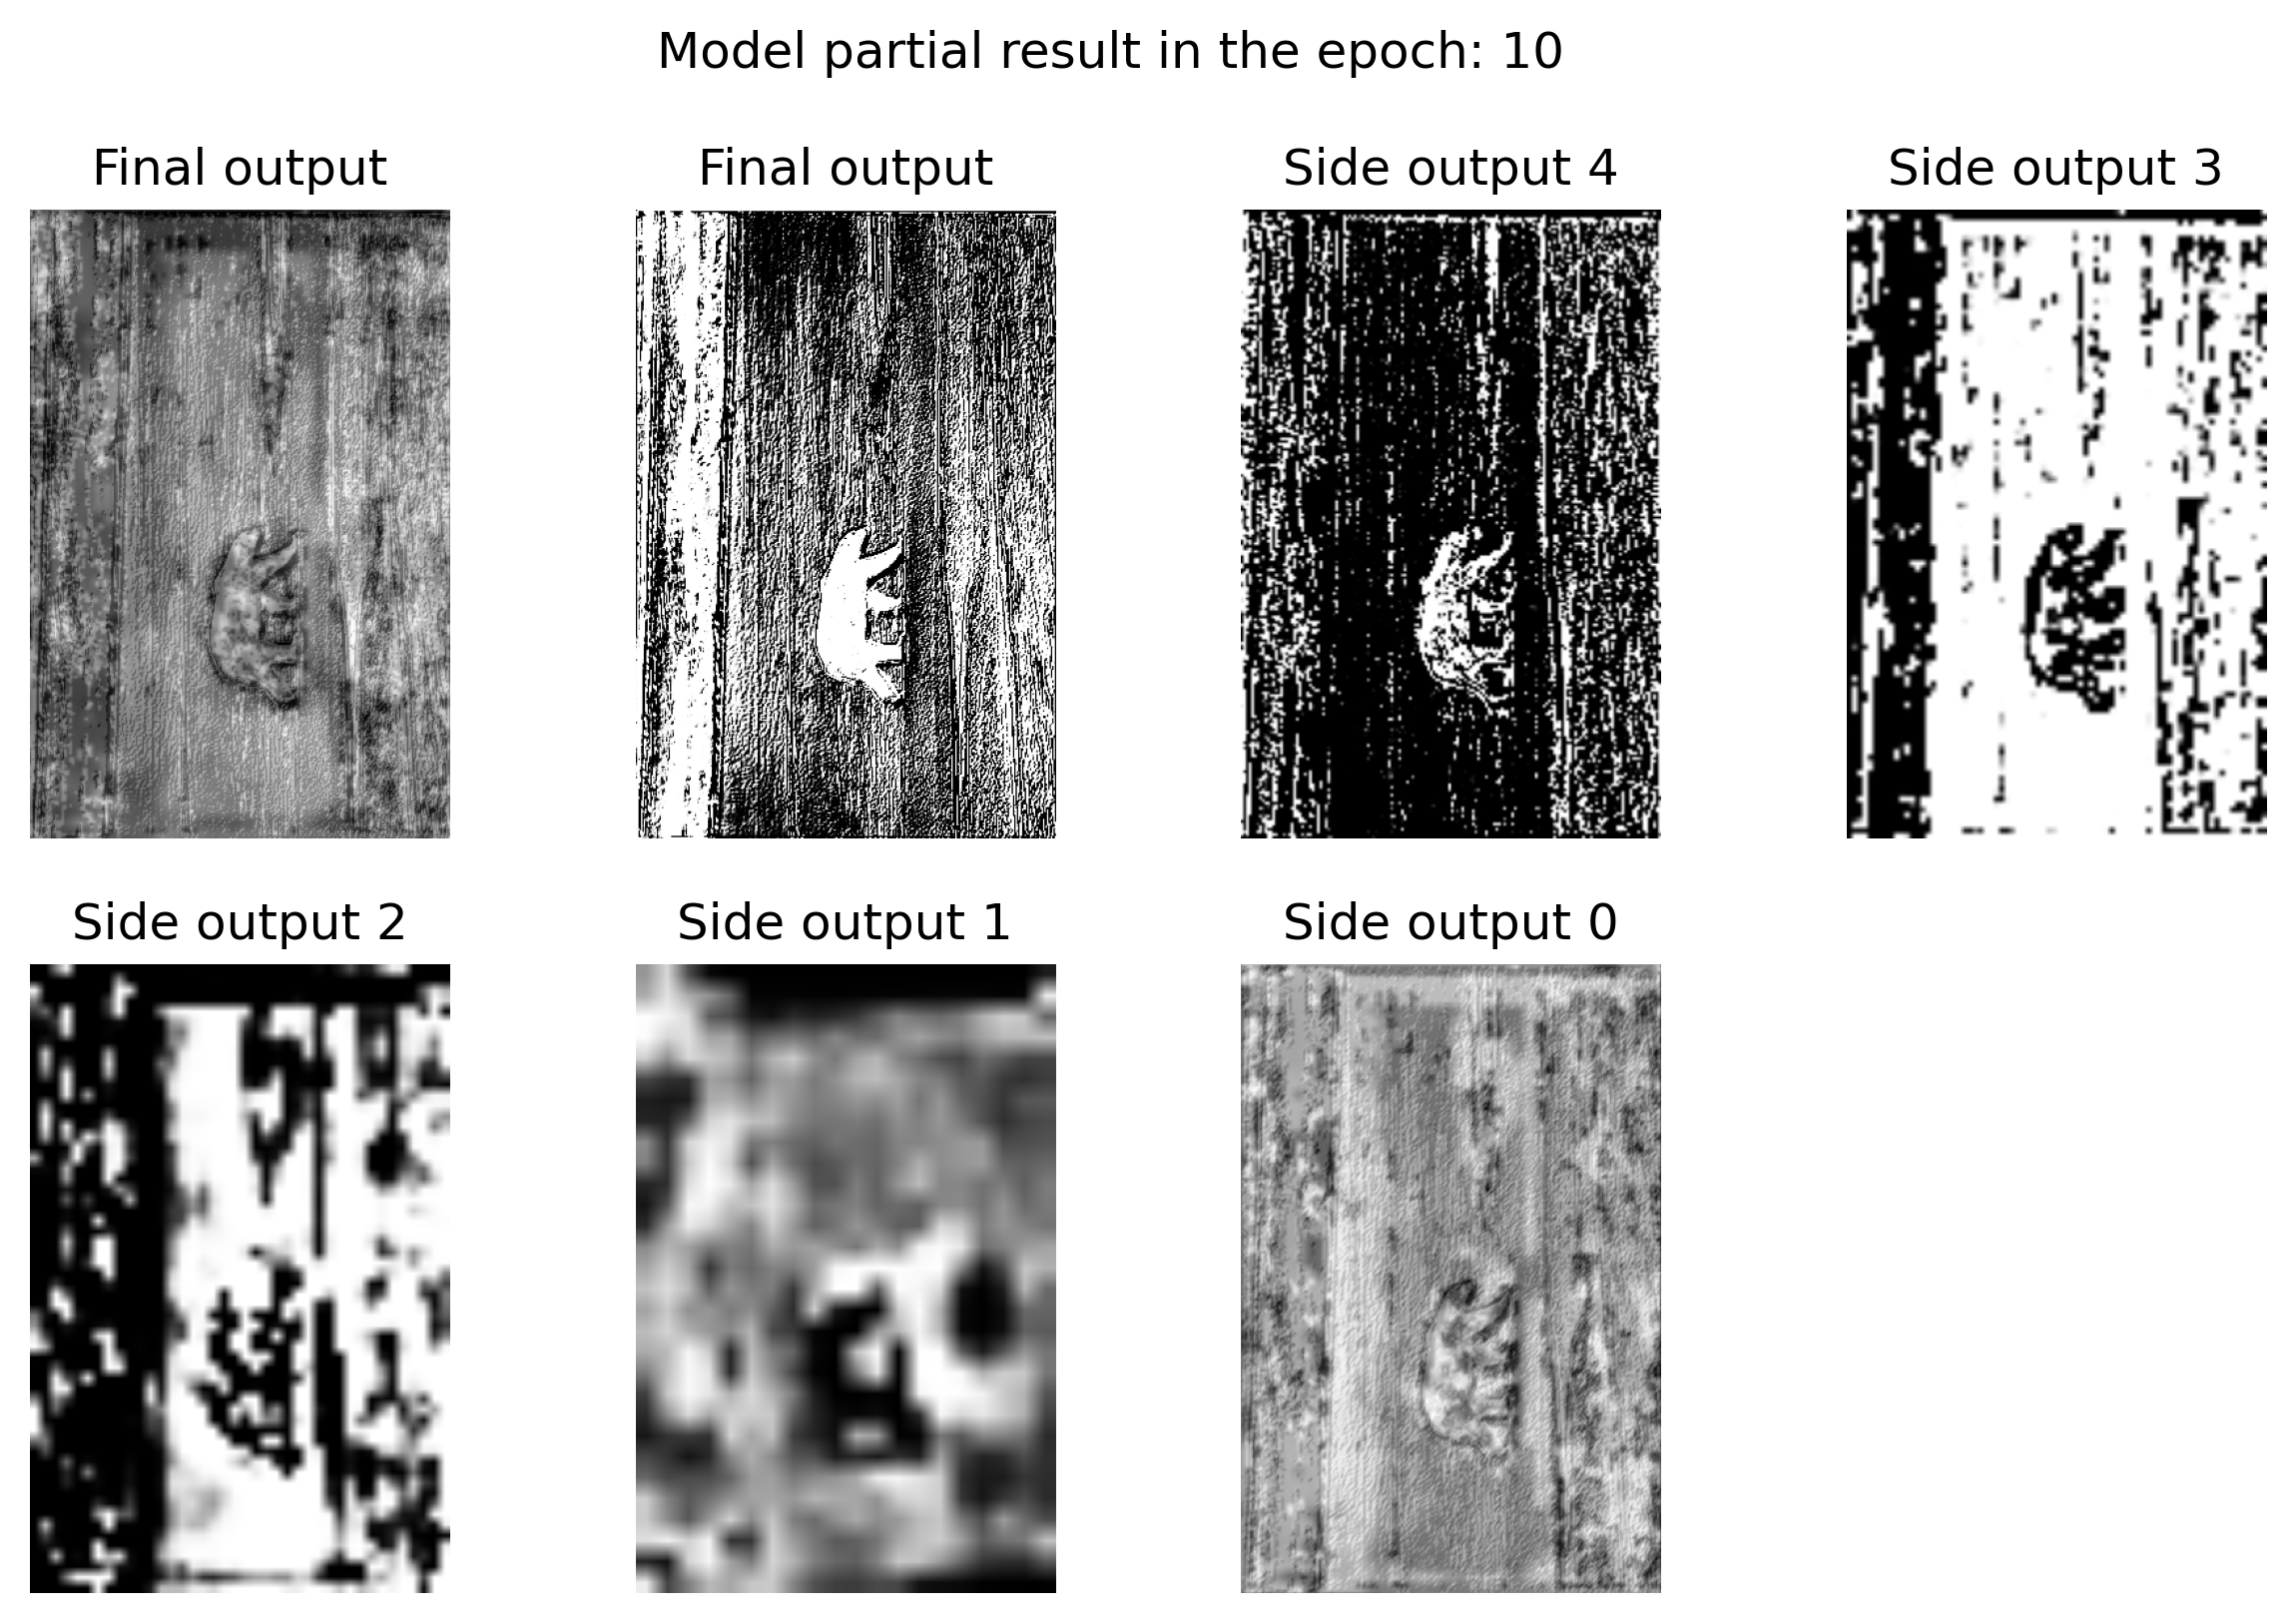 Model partial result in the epoch: 10
Final output
Final output
Side output 4
Side output 3
Side output 2
Side output 1
Side output 0